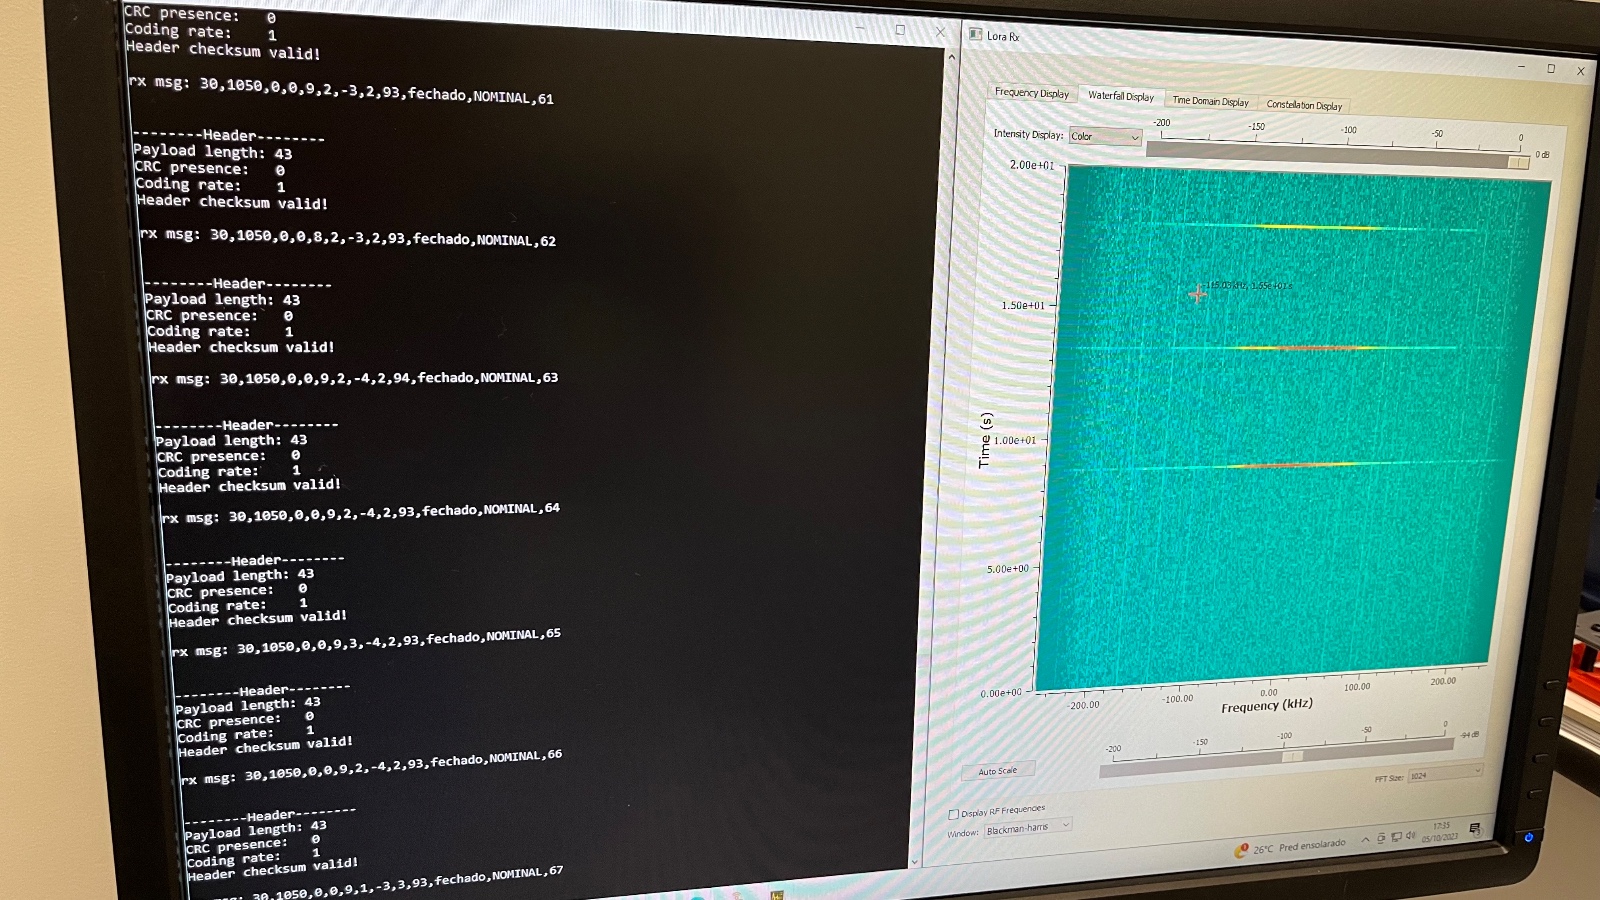 CRC presence: 0
Coding rate: 1
Header checksum valid!
rx msg: 30,1050,0,0,9,2,-3,2,93,fechado,NOMINAL,61
--------Header--------
Payload length: 43
CRC presence: 0
Coding rate: 1
Header checksum valid!
rx msg: 30,1050,0,0,8,2,-3,2,93,fechado,NOMINAL,62
--------Header--------
Payload length: 43
CRC presence: 0
Coding rate: 1
Header checksum valid!
rx msg: 30,1050,0,0,9,2,-4,2,94,fechado,NOMINAL,63
--------Header--------
Payload length: 43
CRC presence: 0
Coding rate: 1
Header checksum valid!
rx msg: 30,1050,0,0,9,2,-4,2,93,fechado,NOMINAL,64
--------Header--------
Payload length: 43
CRC presence: 0
Coding rate: 1
Header checksum valid!
rx msg: 30,1050,0,0,9,3,-4,2,93,fechado,NOMINAL,65
--------Header--------
Payload length: 43
CRC presence: 0
Coding rate: 1
Header checksum valid!
rx msg: 30,1050,0,0,9,2,-4,2,93,fechado,NOMINAL,66
--------Header--------
Payload length: 43
CRC presence: 0
Coding rate: 1
Header checksum valid!
msg: 30,1050,0,0,9,1,-3,3,93,fechado,NOMINAL,67
Lora Rx
Frequency Display Waterfall Display Time Domain Display Constellation Display
Intensity Display: Color
-200 -150 -100 -50 0
0 dB
2.00e+01
1.50e+01
1.00e+01
5.00e+00
0.00e+00
Time (s)
-200.00 -100.00 0.00 100.00 200.00
Frequency (kHz)
-200 -150 -100 -50 0
-94 dB
Auto Scale
FFT Size: 1024
Display RF Frequencies
Window: Blackman-harris
26°C Pred ensolarado
17:35
05/10/2023